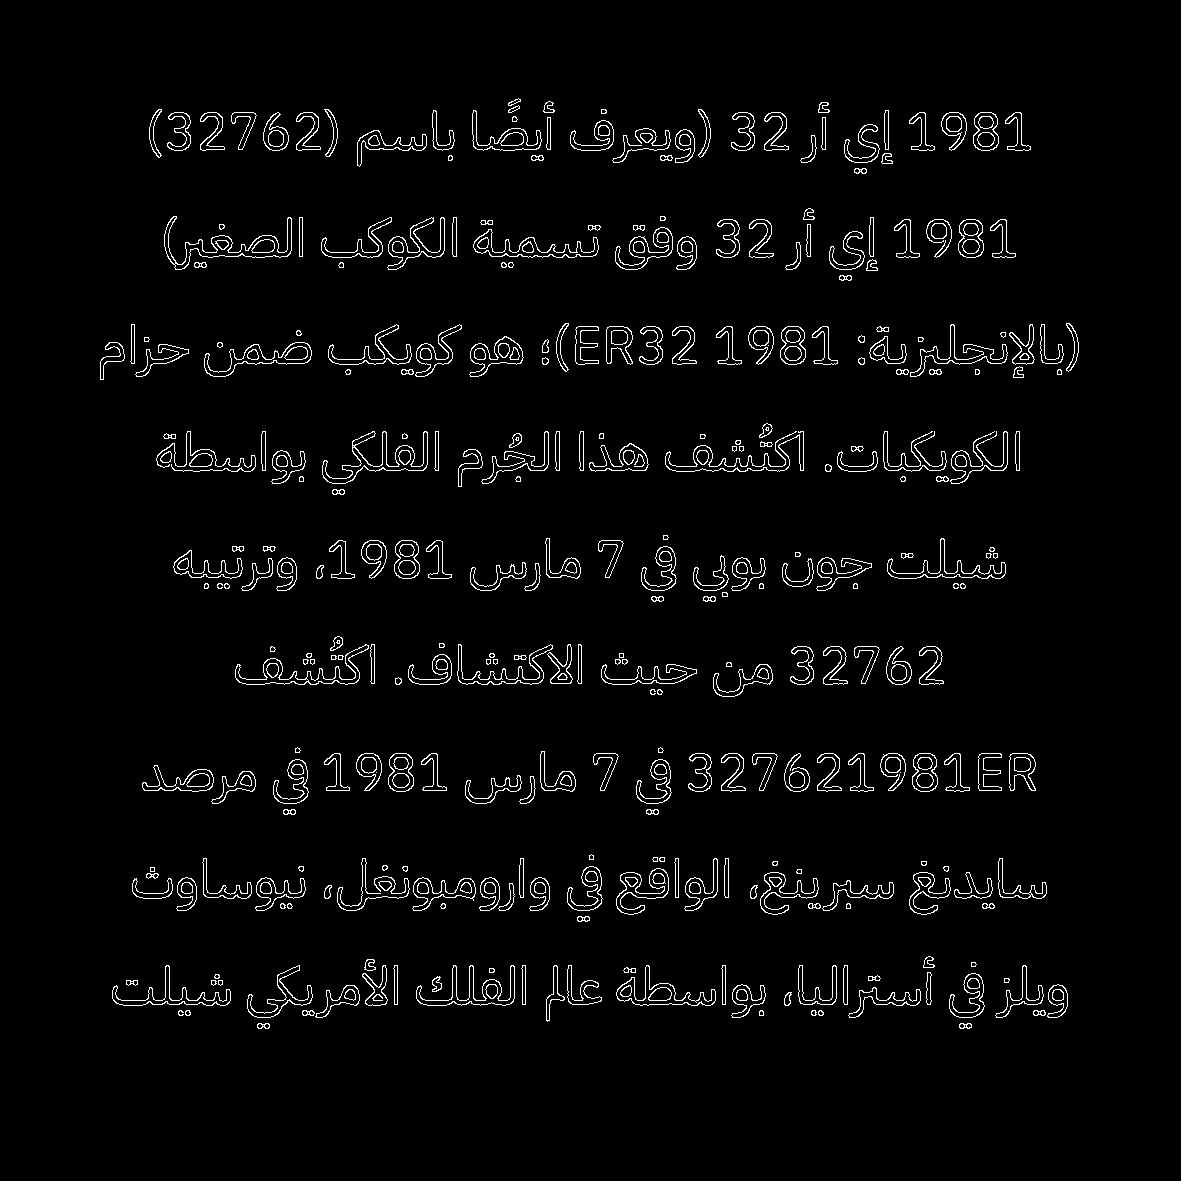 1981 إي أر 32 (ويعرف أيضًا باسم (32762)
1981 إي أر 32 وفق تسمية الكوكب الصغير)
(بالإنجليزية: 1981 ER32)؛ هو كويكب ضمن حزام
الكويكبات. اكتُشف هذا الجُرم الفلكي بواسطة
شيلت جون بوبي في 7 مارس 1981، وترتيبه
32762 من حيث الاكتشاف. اكتُشف
327621981ER في 7 مارس 1981 في مرصد
سايدنغ سبرينغ، الواقع في وارومبونغل، نيوساوث
ويلز في أستراليا، بواسطة عالم الفلك الأمريكي شيلت